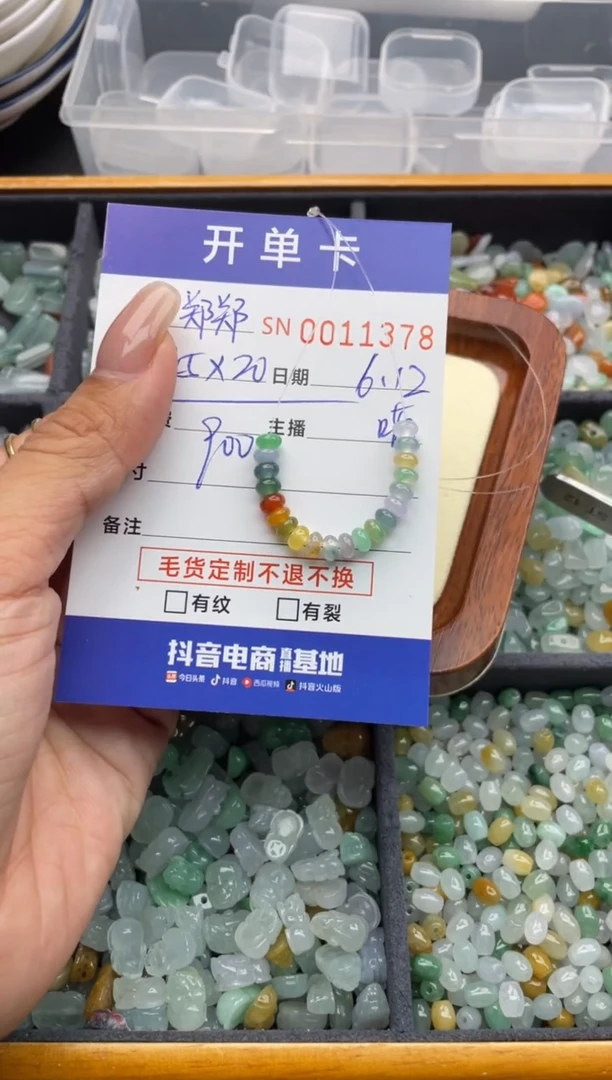 开单卡
郑郑 SN 0011378
X20 日期 6.12
900 主播
付
备注
毛货定制不退不换
有纹 有裂
抖音电商直播基地
今日头条 抖音 西瓜视频 抖音火山版